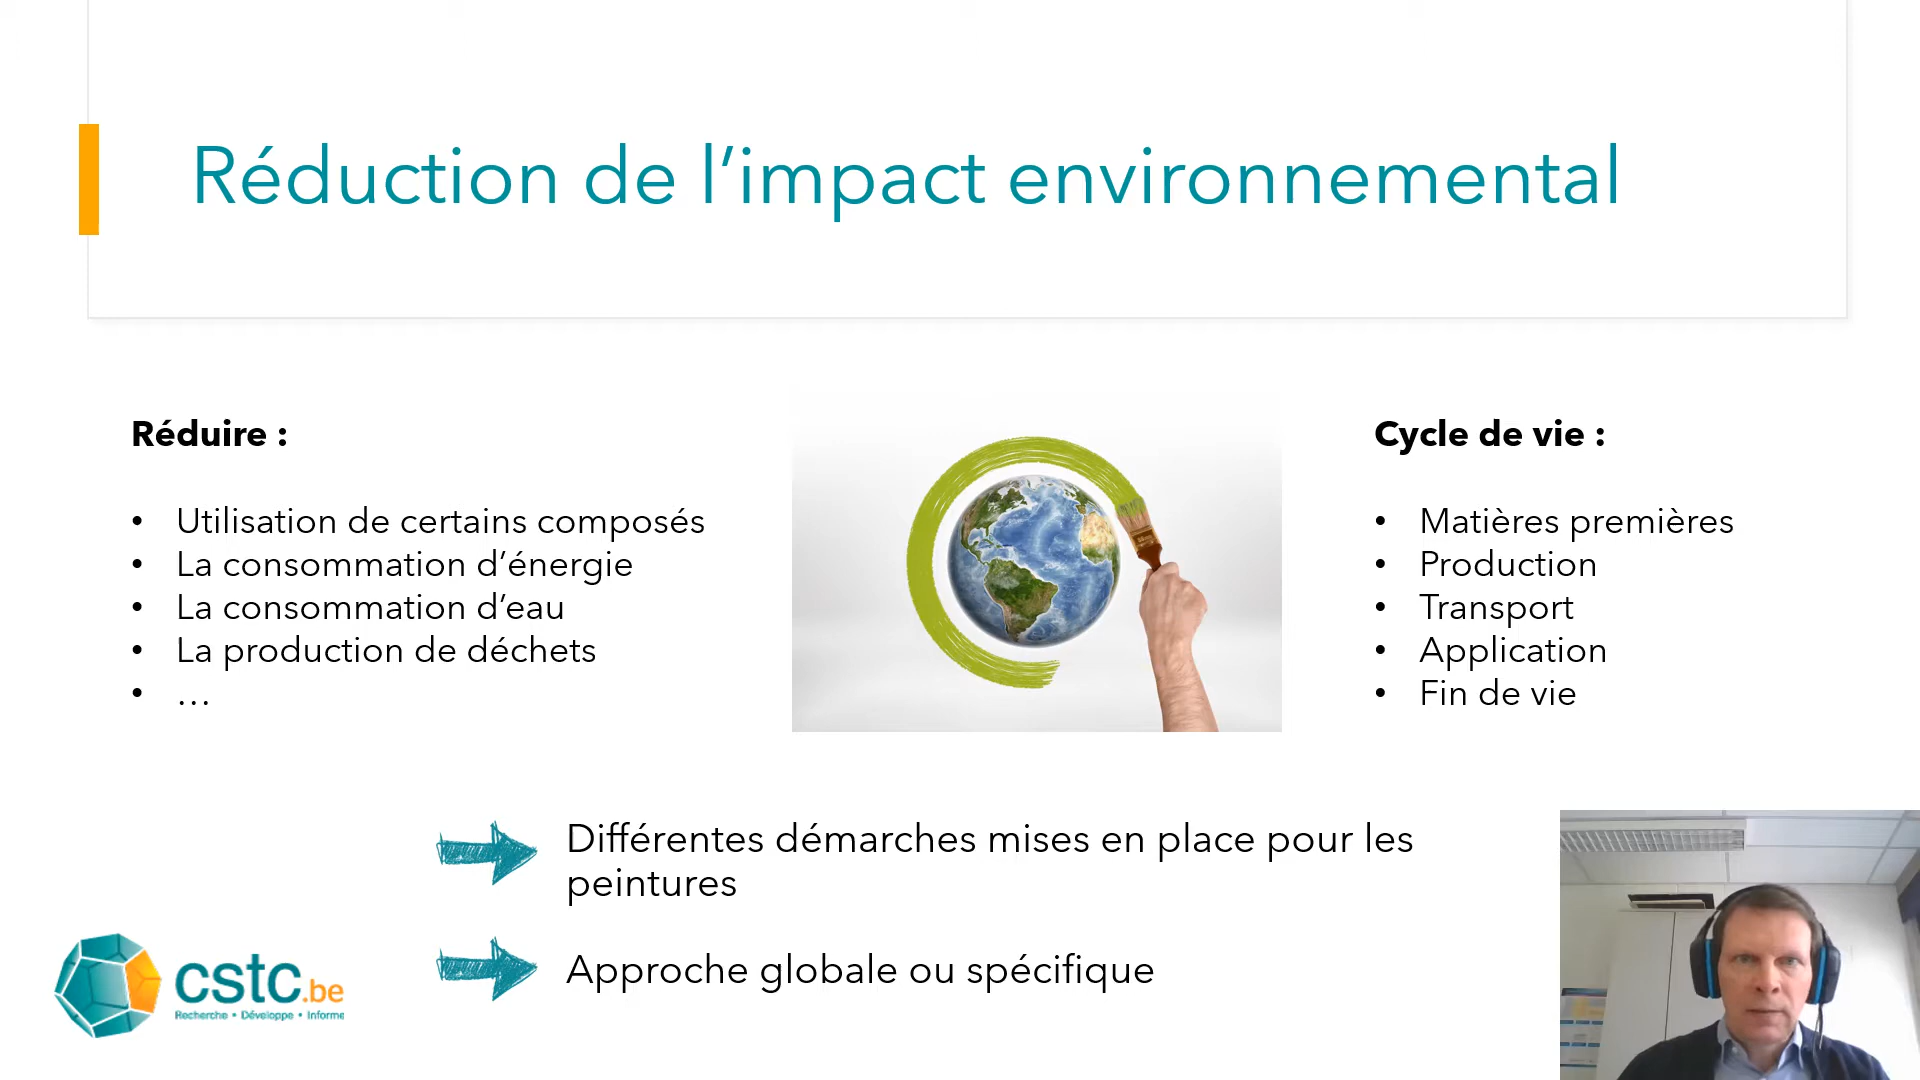 Réduction de l’impact environnemental
Réduire :
• Utilisation de certains composés
• La consommation d’énergie
• La consommation d’eau
• La production de déchets
• …
Cycle de vie :
• Matières premières
• Production
• Transport
• Application
• Fin de vie
Différentes démarches mises en place pour les
peintures
Approche globale ou spécifique
cstc.be
Recherche • Développe • Informe